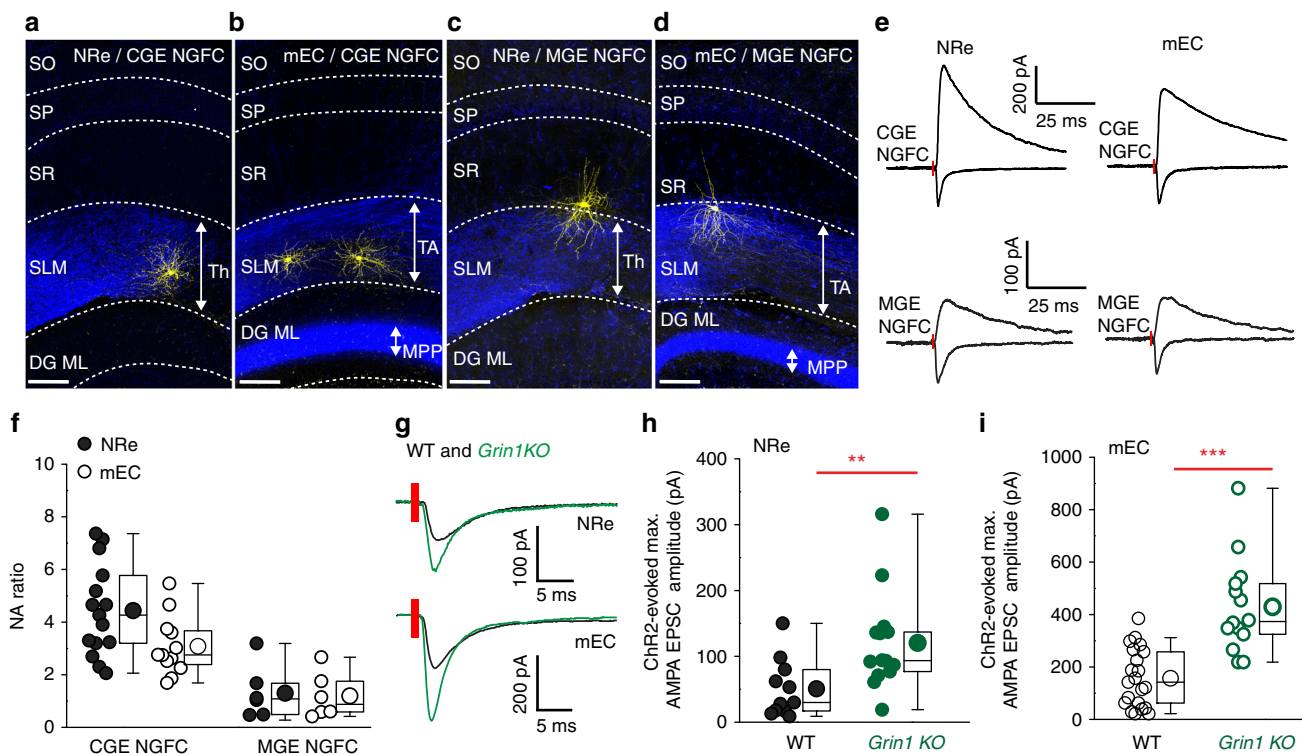 a
NRe / CGE NGFC
SO
SP
SR
SLM
Th
DG ML
b
mEC / CGE NGFC
SO
SP
SR
SLM
TA
DG ML
MPP
c
NRe / MGE NGFC
SO
SP
SR
SLM
Th
DG ML
d
mEC / MGE NGFC
SO
SP
SR
SLM
TA
DG ML
MPP
e
NRe
mEC
200 pA
25 ms
CGE
NGFC
CGE
NGFC
100 pA
25 ms
MGE
NGFC
MGE
NGFC
f
NRe
mEC
NA ratio
10
8
6
4
2
0
CGE NGFC
MGE NGFC
g
WT and Grin1KO
NRe
100 pA
5 ms
mEC
200 pA
5 ms
h
NRe
**
ChR2-evoked max.
AMPA EPSC amplitude (pA)
400
300
200
100
0
WT
Grin1 KO
i
mEC
***
ChR2-evoked max.
AMPA EPSC amplitude (pA)
1000
800
600
400
200
0
WT
Grin1 KO